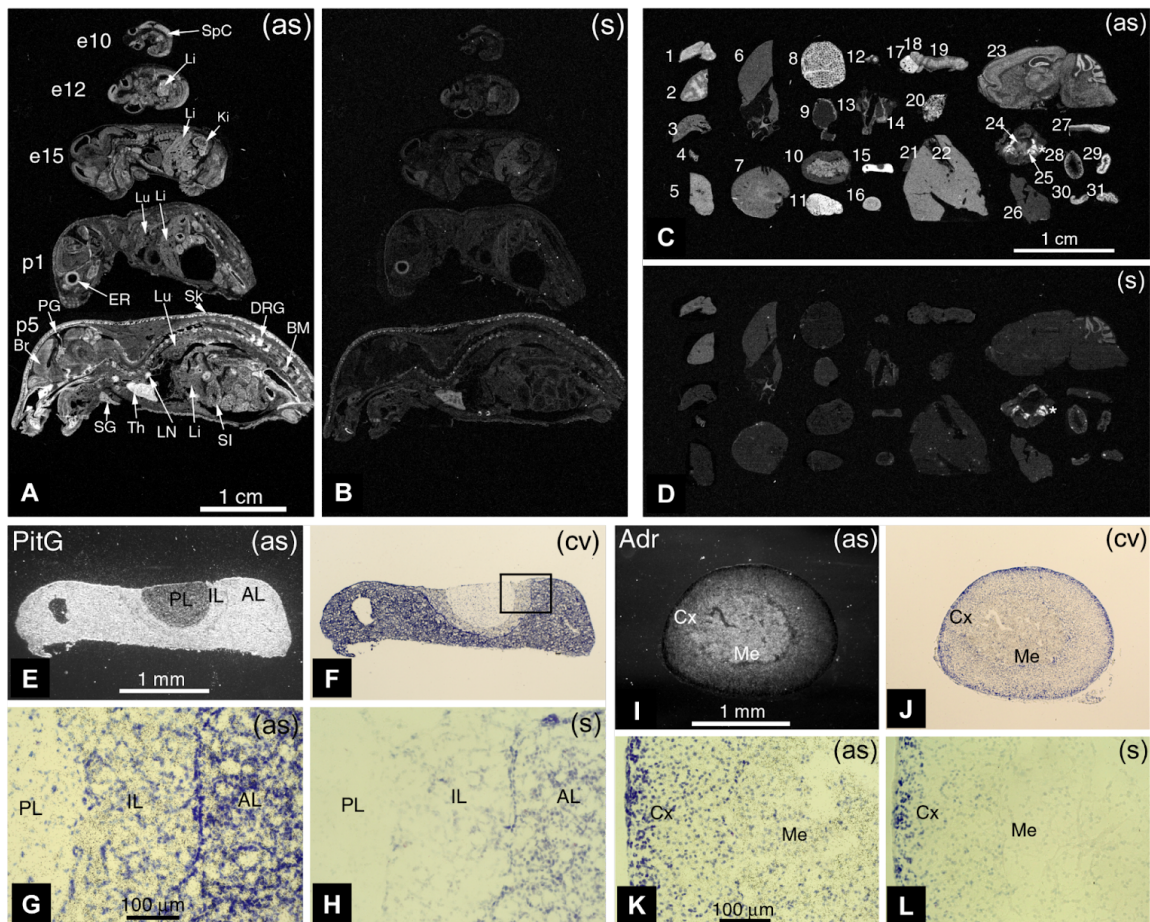 (as)
e10
SpC
Li
e12
Li
Ki
e15
Lu
Li
p1
ER
Lu
Sk
DRG
BM
PG
p5
Br
SG
Th
LN
Li
SI
A
1 cm
(s)
B
(as)
1
2
3
4
5
6
7
8
9
10
11
12
13
14
15
16
17
18
19
20
21
22
23
24
25
26
27
28
29
30
31
*
C
1 cm
(s)
*
D
PitG
(as)
PL
IL
AL
E
1 mm
(cv)
F
(as)
PL
IL
AL
G
100 µm
(s)
PL
IL
AL
H
Adr
(as)
Cx
Me
I
1 mm
(cv)
Cx
Me
J
(as)
Cx
Me
K
100 µm
(s)
Cx
Me
L